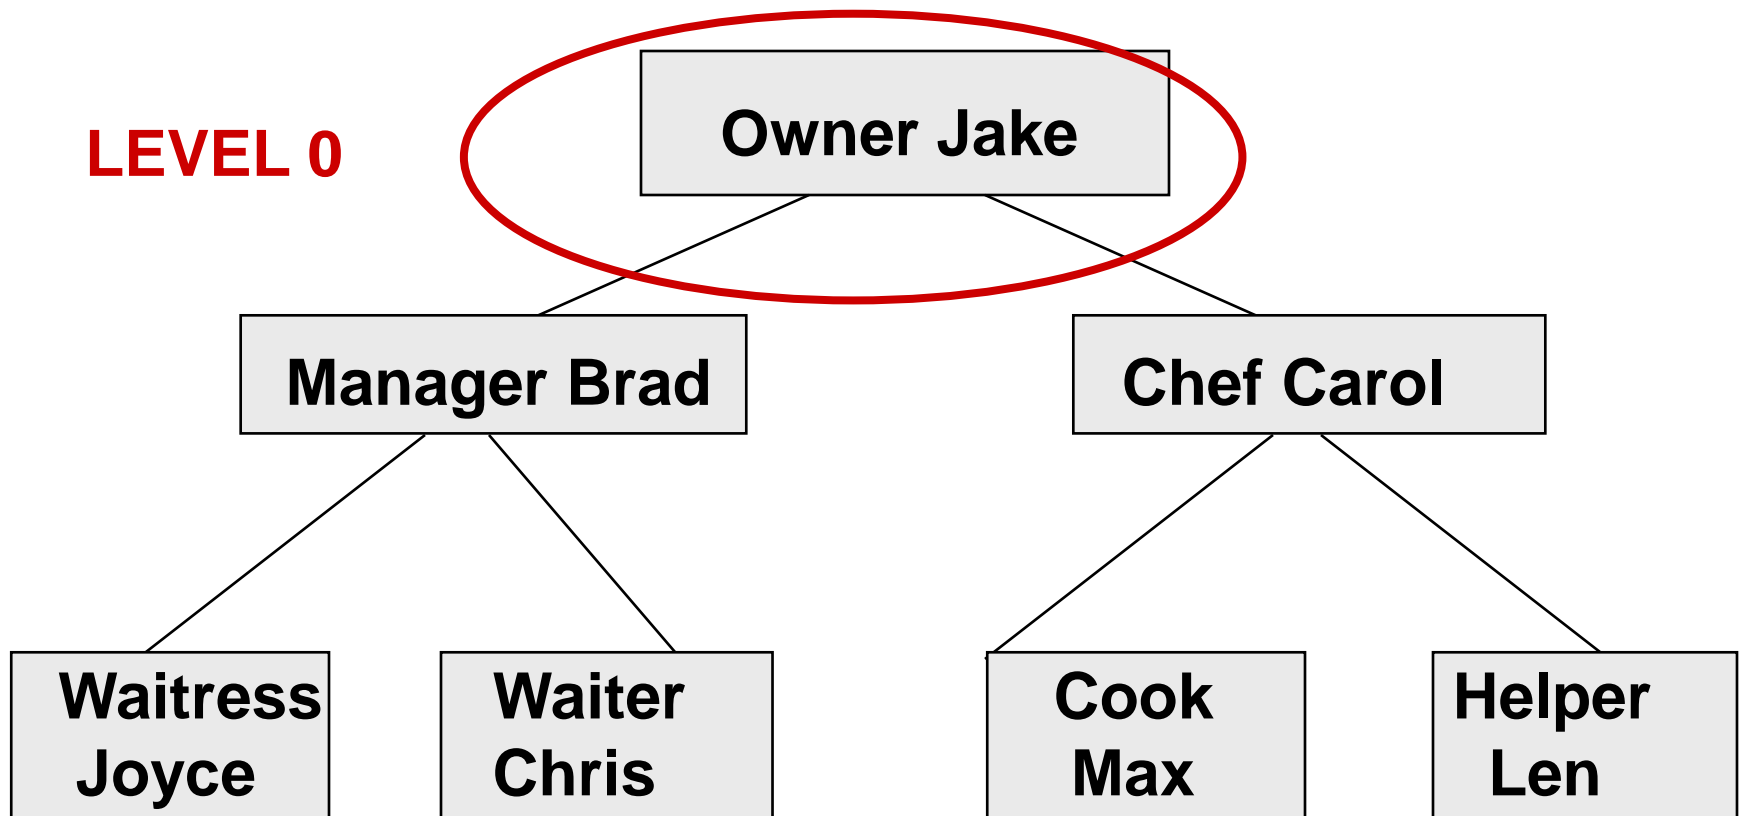 LEVEL 0
Owner Jake
Manager Brad
Chef Carol
Waitress
Joyce
Waiter
Chris
Cook
Max
Helper
Len